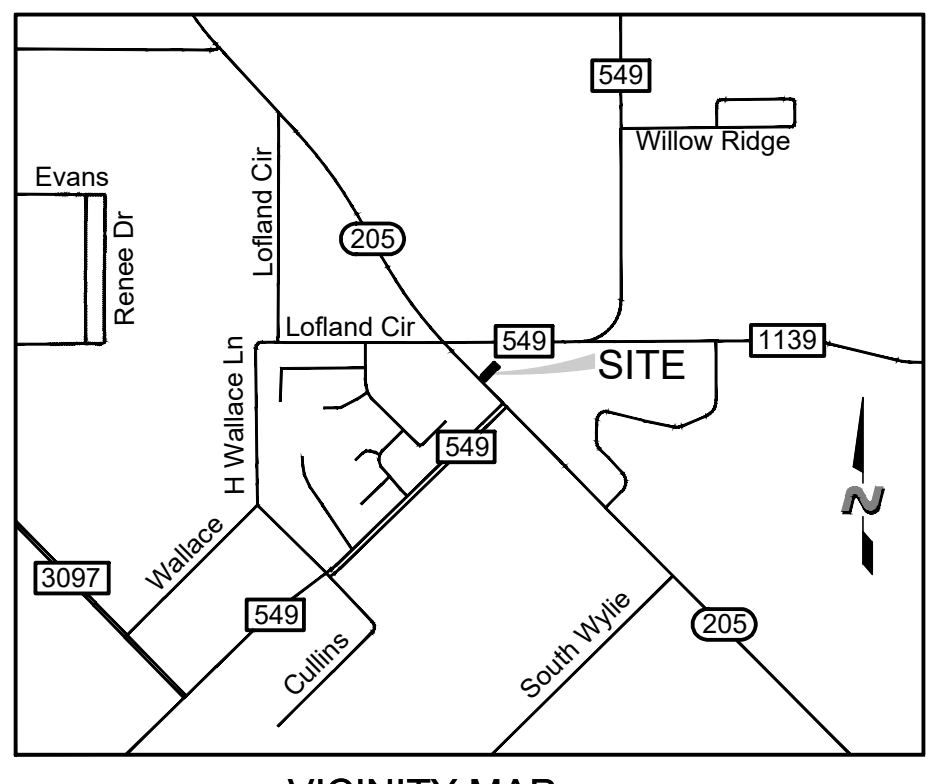 549
Willow Ridge
Evans
Renee Dr
Lofland Cir
205
Lofland Cir
549
1139
SITE
H Wallace Ln
549
N
Wallace
3097
549
Cullins
South Wylie
205
VICINITY MAP